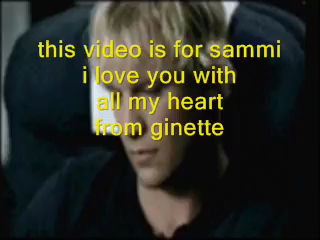 this video is for sammi
i love you with
all my heart
from ginette